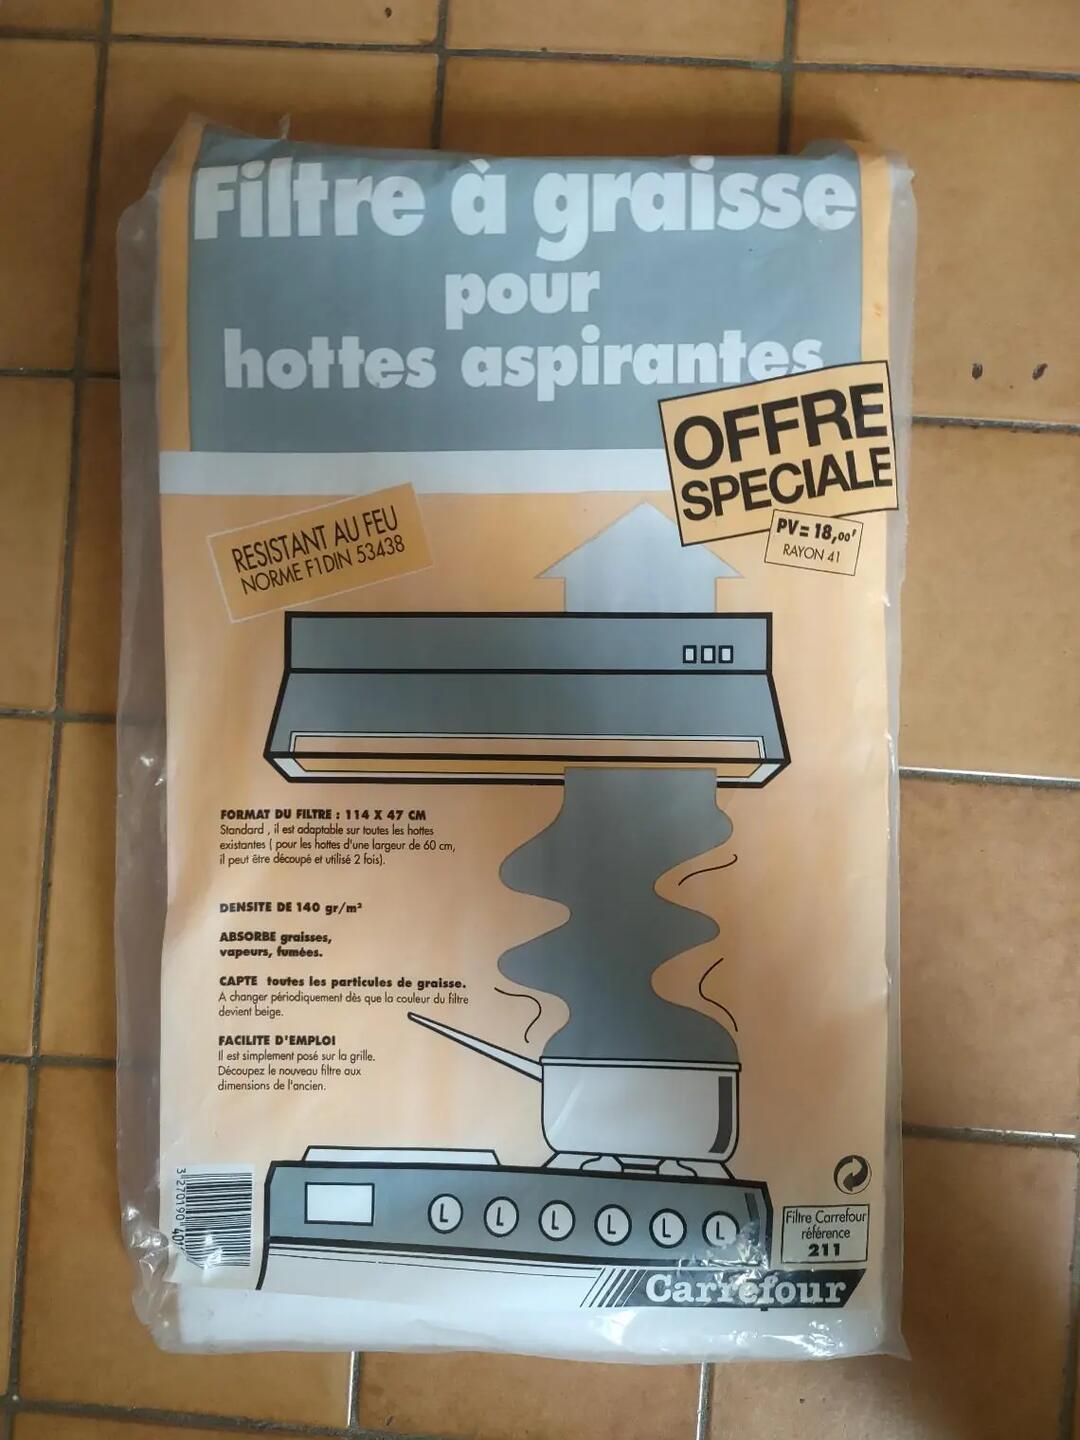 Filtre à graisse
pour
hottes aspirantes
OFFRE
SPECIALE
PV= 18,00F
RAYON 41
RESISTANT AU FEU
NORME F1 DIN 53438
FORMAT DU FILTRE : 114 X 47 CM
Standard , il est adaptable sur toutes les hottes
existantes ( pour les hottes d'une largeur de 60 cm,
il peut être découpé et utilisé 2 fois).
DENSITE DE 140 gr/m²
ABSORBE graisses,
vapeurs, fumées.
CAPTE toutes les particules de graisse.
A changer périodiquement dès que la couleur du filtre
devient beige.
FACILITE D'EMPLOI
Il est simplement posé sur la grille.
Découpez le nouveau filtre aux
dimensions de l'ancien.
L L L L L L
3 270190
Filtre Carrefour
référence
211
Carrefour